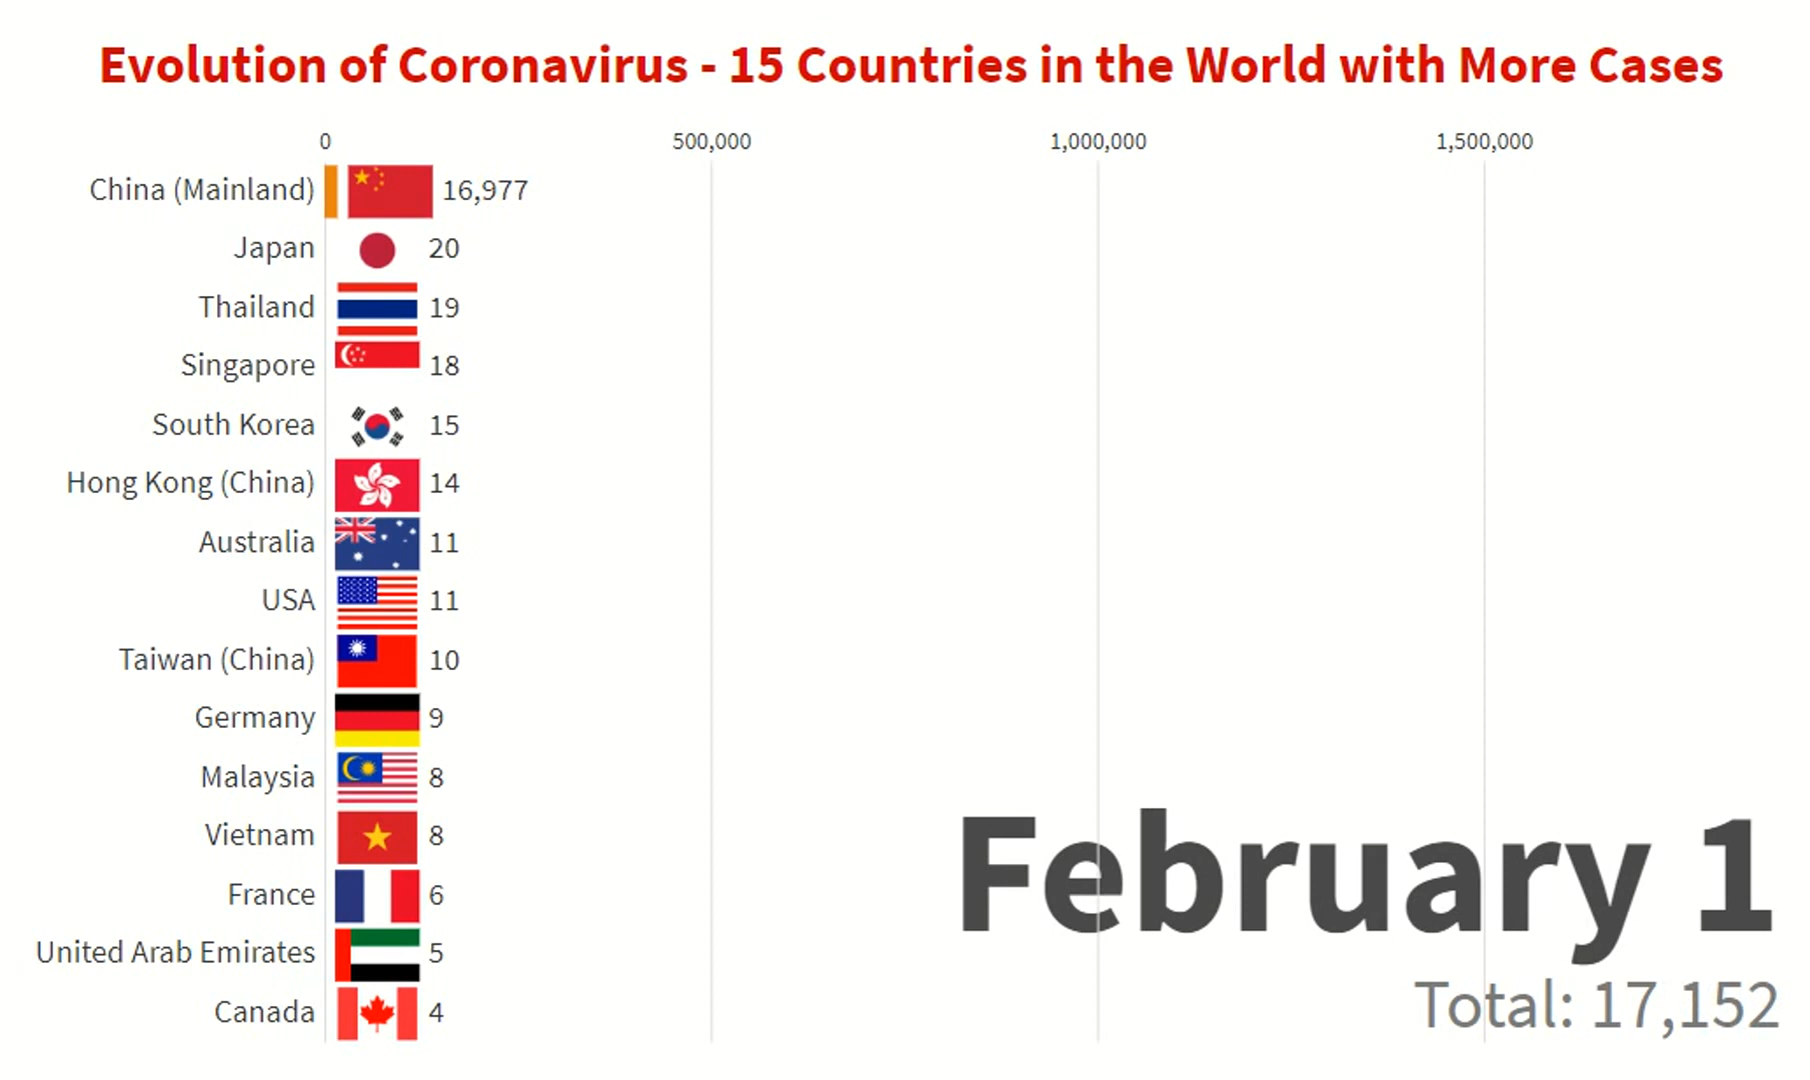 Evolution of Coronavirus - 15 Countries in the World with More Cases
0 500,000 1,000,000 1,500,000
China (Mainland) 16,977
Japan 20
Thailand 19
Singapore 18
South Korea 15
Hong Kong (China) 14
Australia 11
USA 11
Taiwan (China) 10
Germany 9
Malaysia 8
Vietnam 8
France 6
United Arab Emirates 5
Canada 4
February 1
Total: 17,152